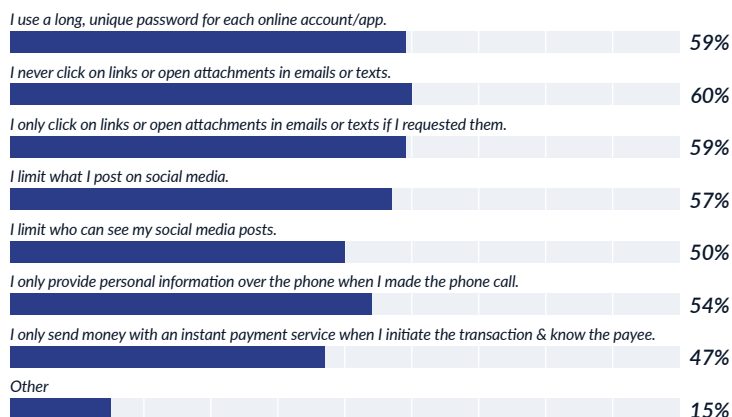 I use a long, unique password for each online account/app.
59%
I never click on links or open attachments in emails or texts.
60%
I only click on links or open attachments in emails or texts if I requested them.
59%
I limit what I post on social media.
57%
I limit who can see my social media posts.
50%
I only provide personal information over the phone when I made the phone call.
54%
I only send money with an instant payment service when I initiate the transaction & know the payee.
47%
Other
15%